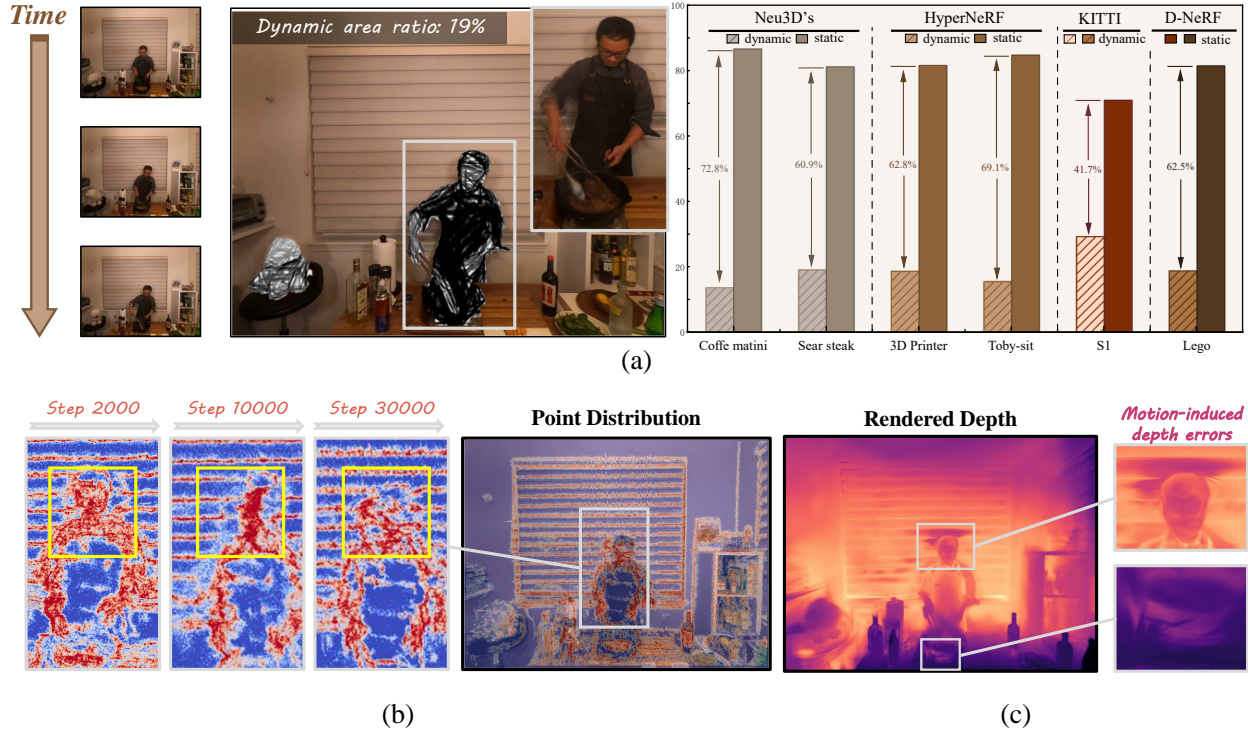 Time
Dynamic area ratio: 19%
Neu3D's
HyperNeRF
KITTI
D-NeRF
dynamic
static
dynamic
static
dynamic
static
100
80
60
40
20
0
72.8%
60.9%
62.8%
69.1%
41.7%
62.5%
Coffe matini
Sear steak
3D Printer
Toby-sit
S1
Lego
(a)
Step 2000
Step 10000
Step 30000
Point Distribution
Rendered Depth
Motion-induced
depth errors
(b)
(c)